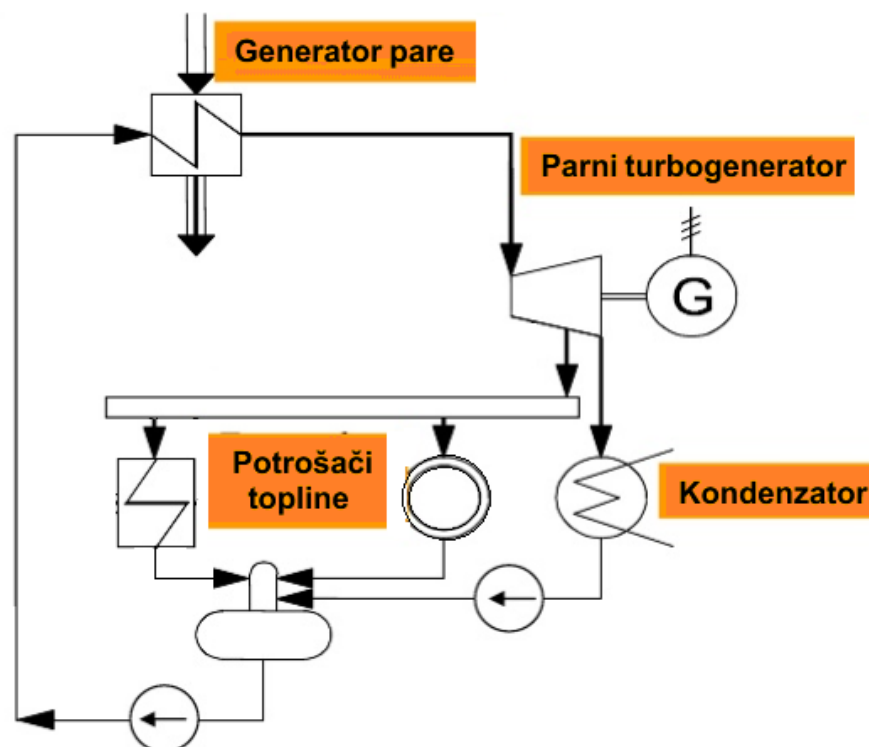 Generator pare
Parni turbogenerator
G
Potrošači
topline
Kondenzator